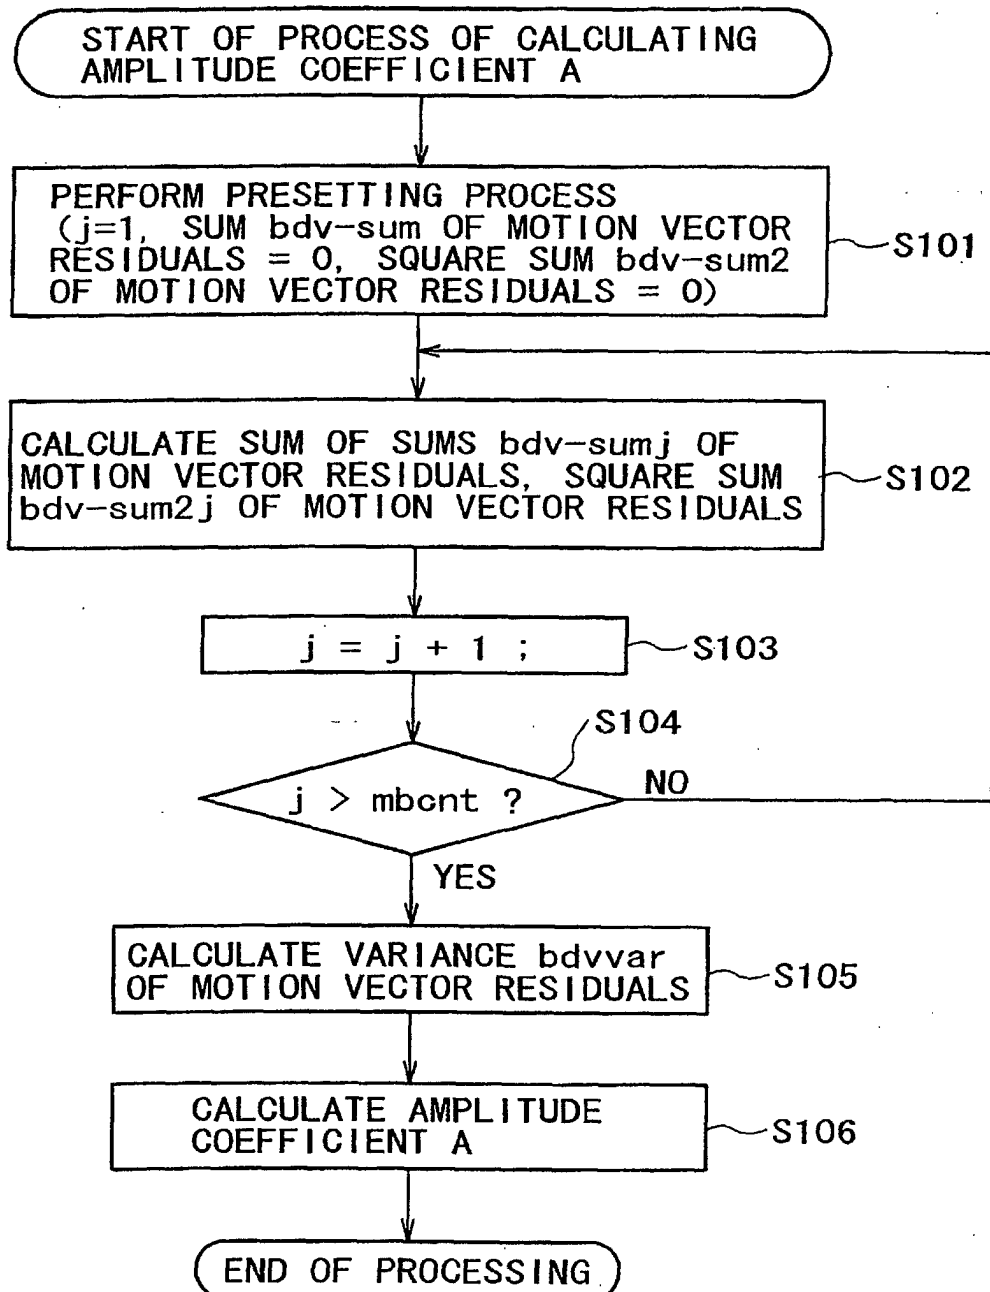 START OF PROCESS OF CALCULATING
AMPLITUDE COEFFICIENT A
PERFORM PRESETTING PROCESS
(j=1, SUM bdv-sum OF MOTION VECTOR
RESIDUALS = 0, SQUARE SUM bdv-sum2
OF MOTION VECTOR RESIDUALS = 0)
S101
CALCULATE SUM OF SUMS bdv-sumj OF
MOTION VECTOR RESIDUALS, SQUARE SUM
bdv-sum2j OF MOTION VECTOR RESIDUALS
S102
j = j + 1 ;
S103
S104
j > mbcnt ?
NO
YES
CALCULATE VARIANCE bdvvar
OF MOTION VECTOR RESIDUALS
S105
CALCULATE AMPLITUDE
COEFFICIENT A
S106
END OF PROCESSING